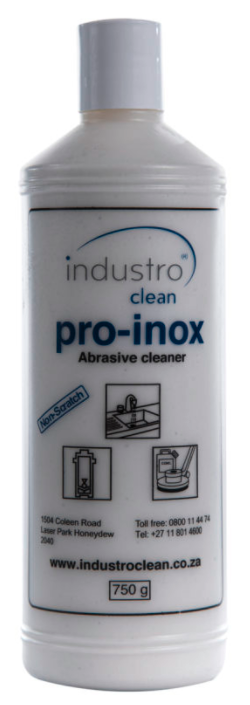 industro®
clean
pro-inox
Abrasive cleaner
Non-Scratch
1504 Coleen Road
Laser Park Honeydew
2040
Toll free: 0800 11 44 74
Tel: +27 11 801 4600
www.industroclean.co.za
750 g